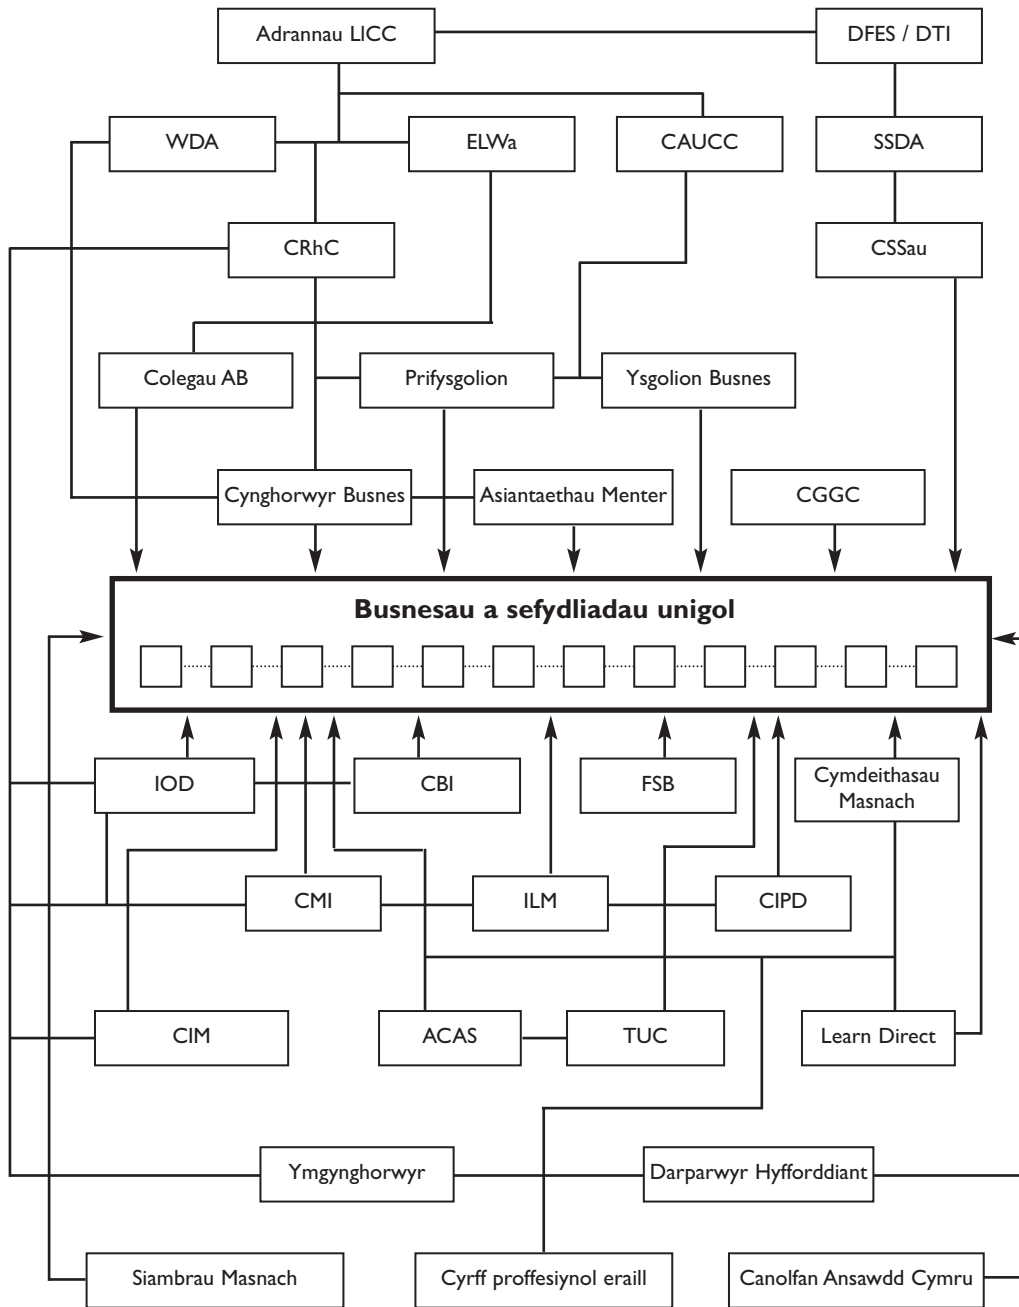 Adrannau LlCC
DFES / DTI
WDA
ELWa
CAUCC
SSDA
CRhC
CSSau
Colegau AB
Prifysgolion
Ysgolion Busnes
Cynghorwyr Busnes
Asiantaethau Menter
CGGC
Busnesau a sefydliadau unigol
IOD
CBI
FSB
Cymdeithasau
Masnach
CMI
ILM
CIPD
CIM
ACAS
TUC
Learn Direct
Ymgynghorwyr
Darparwyr Hyfforddiant
Siambrau Masnach
Cyrff proffesiynol eraill
Canolfan Ansawdd Cymru